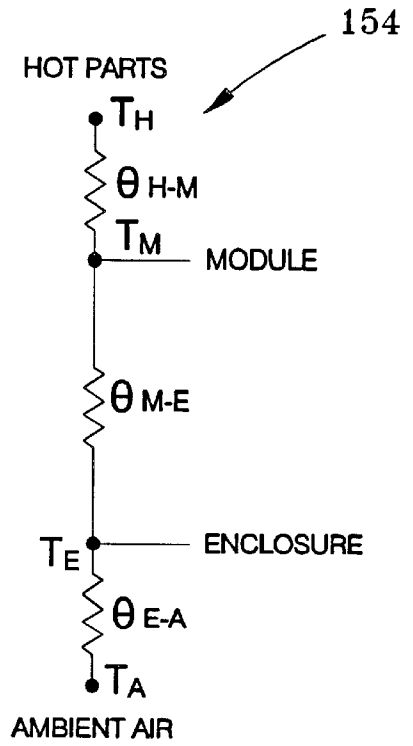 154
HOT PARTS
TH
θ H-M
TM
MODULE
θ M-E
TE
ENCLOSURE
θ E-A
TA
AMBIENT AIR